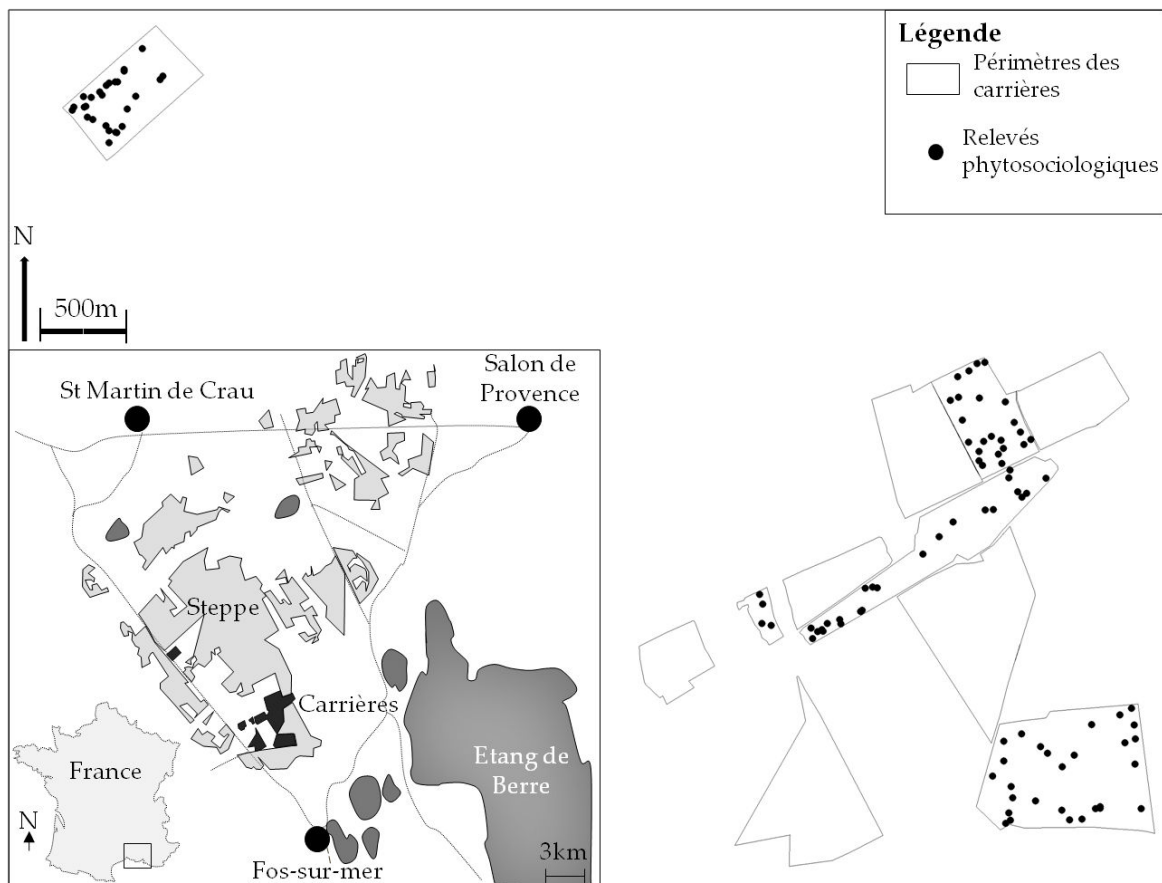 Légende
Périmètres des
carrières
Relevés
phytosociologiques
N
500m
St Martin de Crau
Salon de
Provence
Steppe
Carrières
Etang de
Berre
France
N
Fos-sur-mer
3km